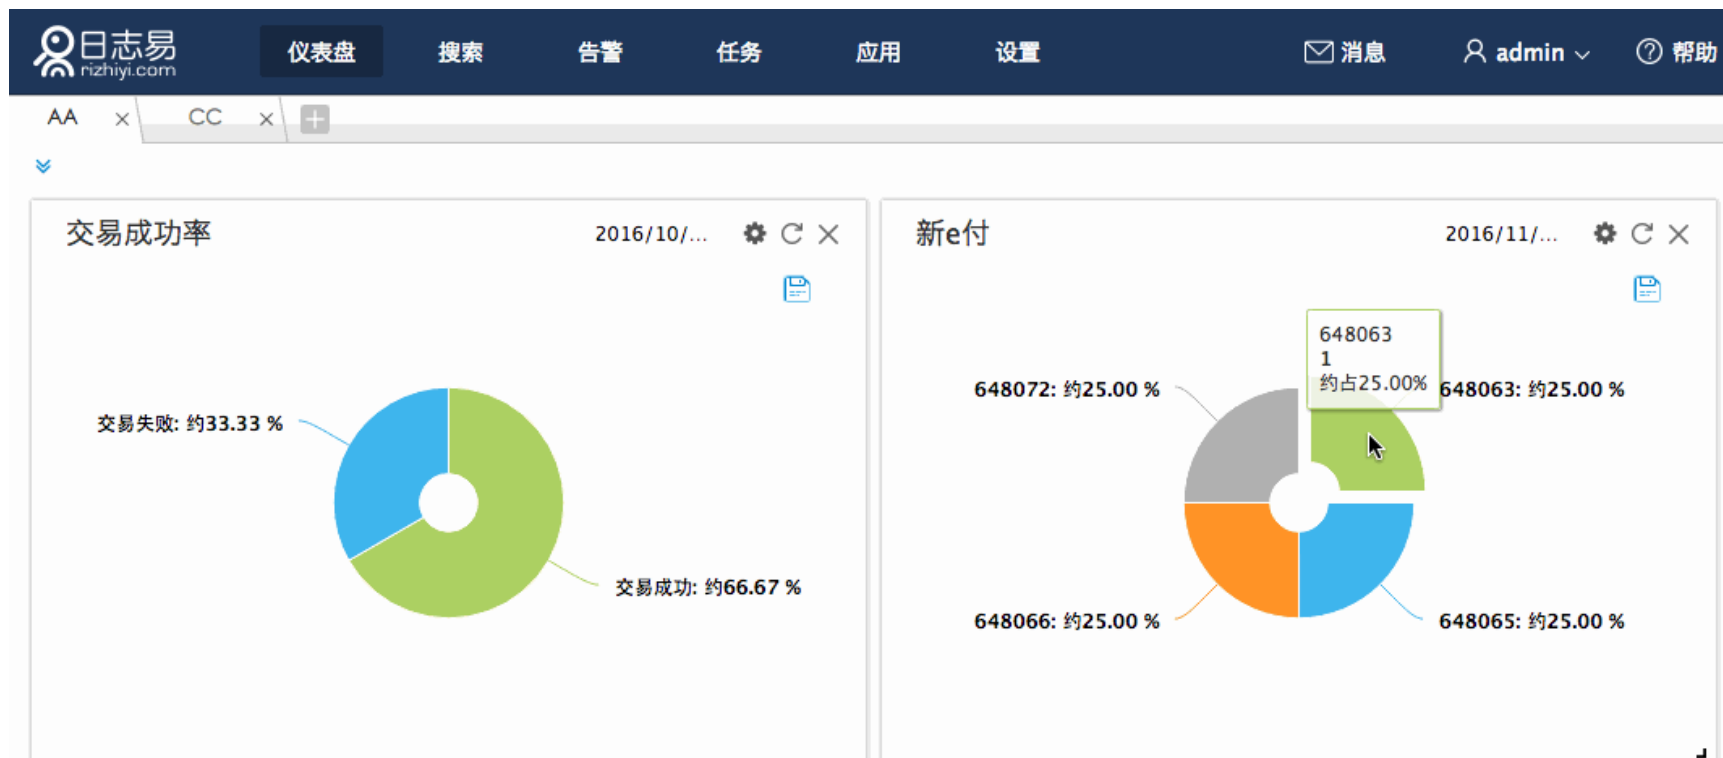 日志易
rizhiyi.com
仪表盘
搜索
告警
任务
应用
设置
消息
admin
帮助
AA
CC
交易成功率
2016/10/...
交易失败: 约33.33 %
交易成功: 约66.67 %
新e付
2016/11/...
648063
1
约占25.00%
648072: 约25.00 %
648063: 约25.00 %
648066: 约25.00 %
648065: 约25.00 %